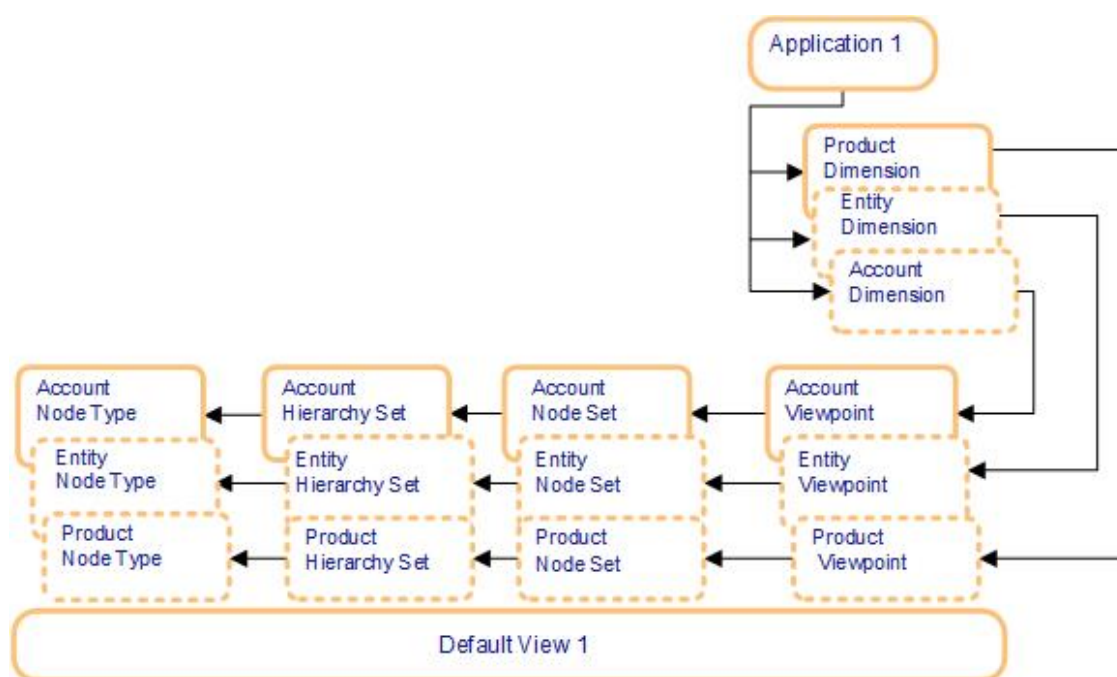 Application 1
Product
Dimension
Entity
Dimension
Account
Dimension
Account
Node Type
Account
Hierarchy Set
Account
Node Set
Account
Viewpoint
Entity
Node Type
Entity
Hierarchy Set
Entity
Node Set
Entity
Viewpoint
Product
Node Type
Product
Hierarchy Set
Product
Node Set
Product
Viewpoint
Default View 1